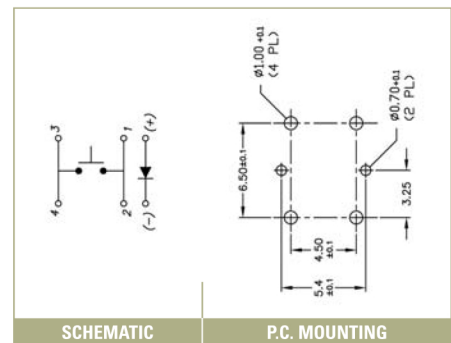 3
1
(+)
4
2
(-)
ø1.00 +0.1
(4 PL)
ø0.70+0.1
(2 PL)
6.50±0.1
3.25
4.50
±0.1
5.4
±0.1
SCHEMATIC
P.C. MOUNTING